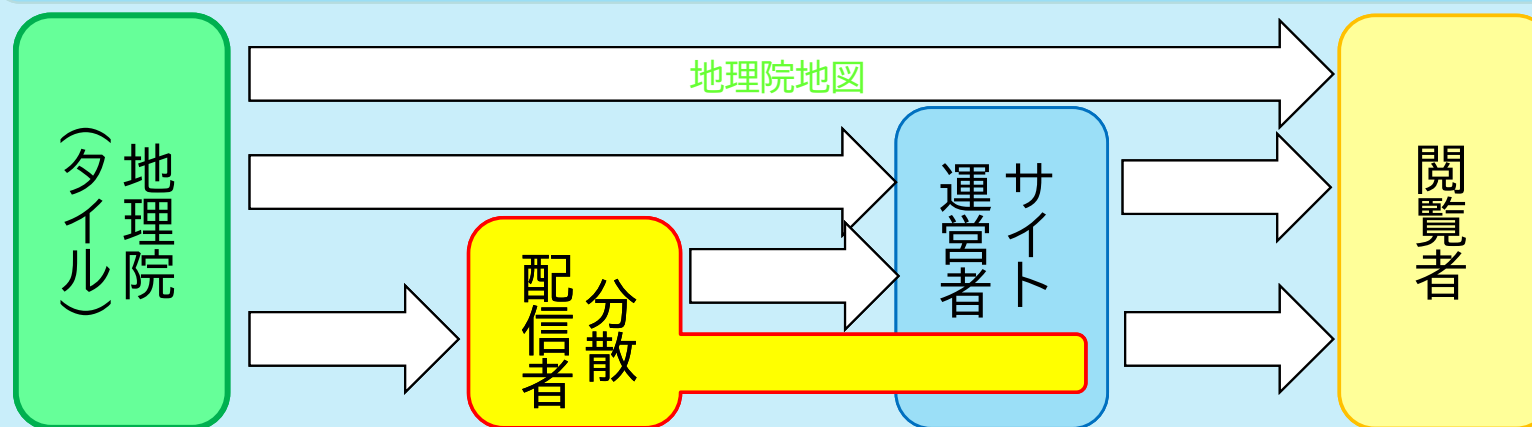 地理院
（タイル）
地理院地図
分散
配信者
サイト
運営者
閲覧者